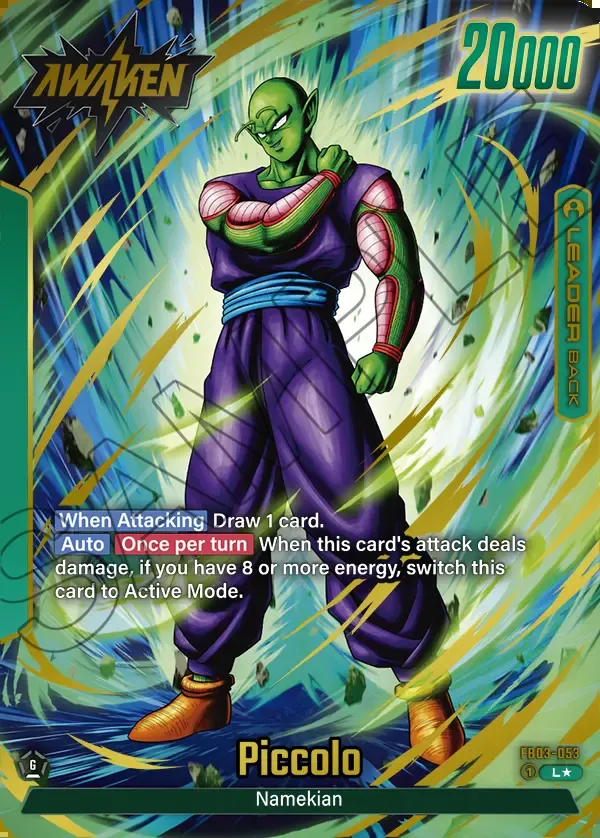 AWAKEN
20000
LEADER BACK
When Attacking Draw 1 card.
Auto Once per turn When this card's attack deals
damage, if you have 8 or more energy, switch this
card to Active Mode.
SAMPLE
Piccolo
FB03-053
G
1 L★
Namekian